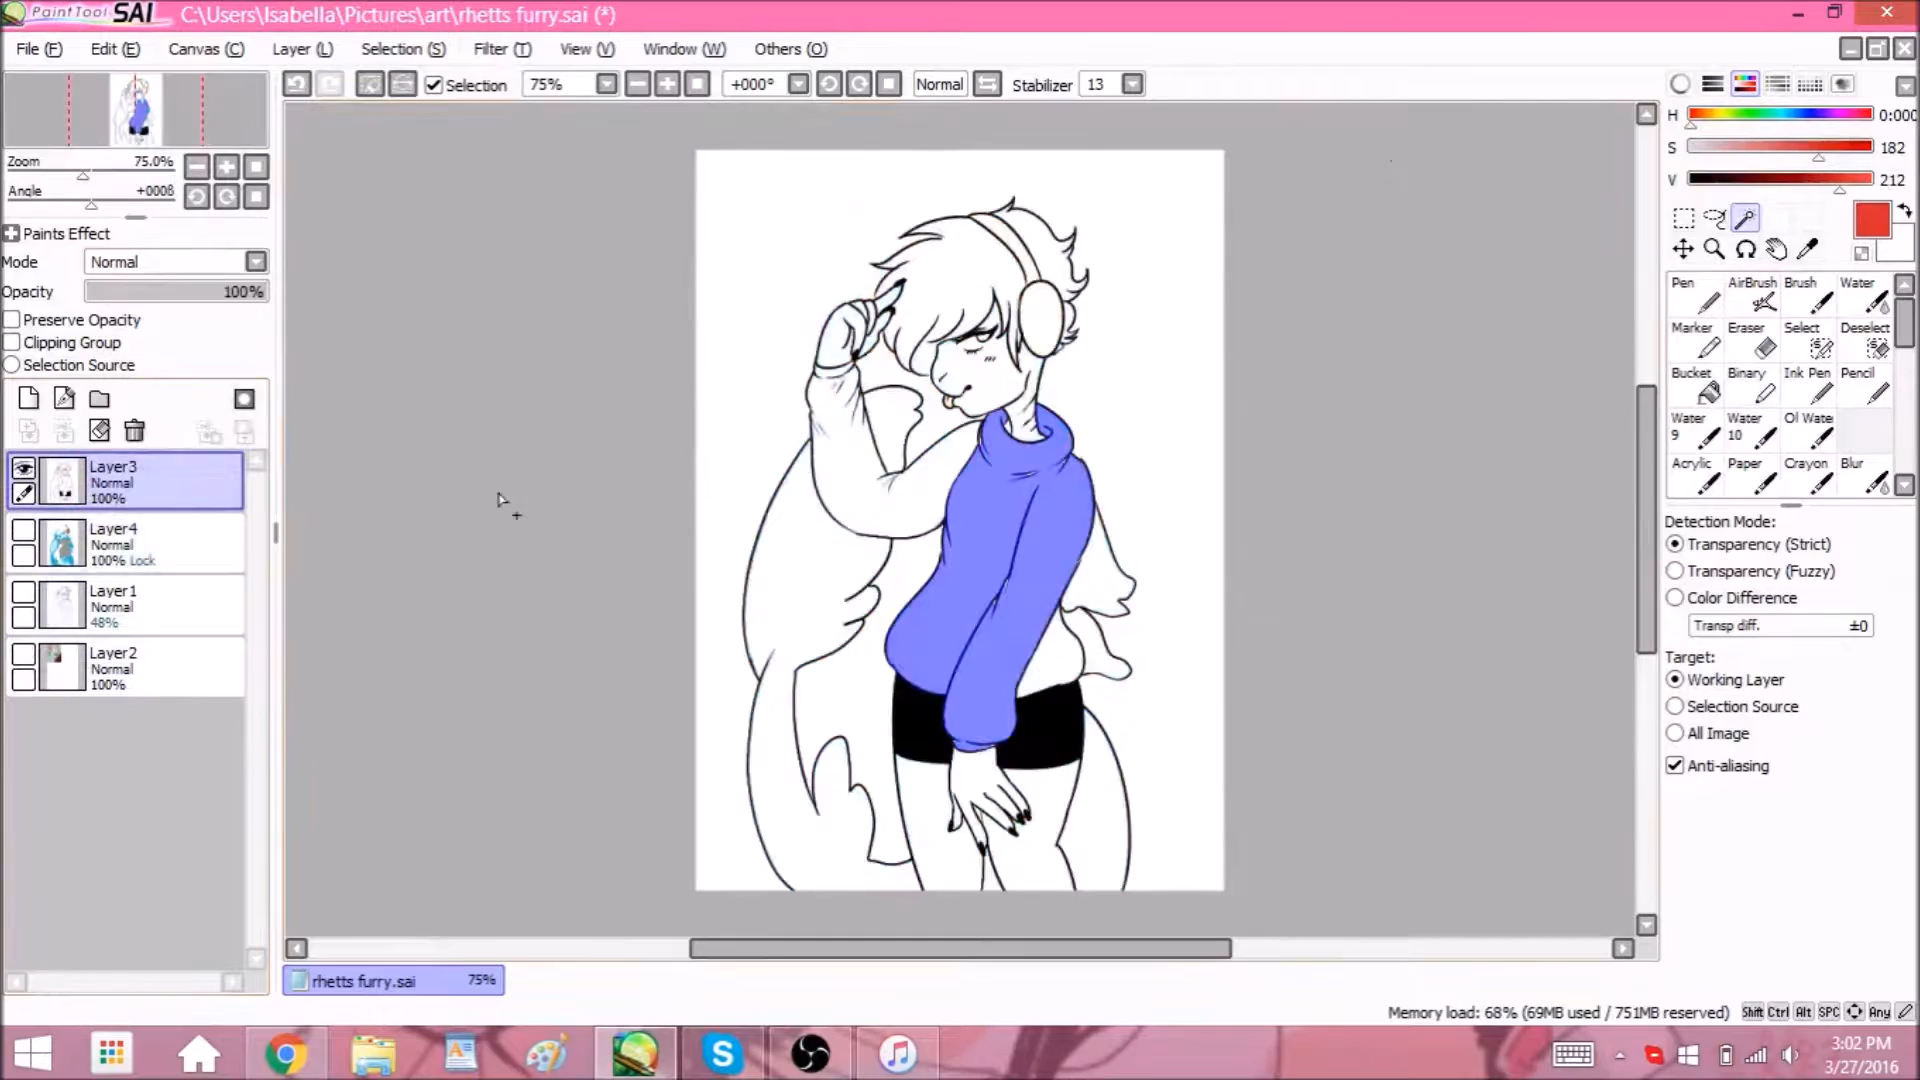 PaintTool SAI C:\Users\Isabella\Pictures\art\rhetts furry.sai (*)
File (F) Edit (E) Canvas (C) Layer (L) Selection (S) Filter (T) View (V) Window (W) Others (O)
Selection 75% +000° Normal Stabilizer 13
H 0:000
S 182
V 212
Zoom 75.0%
Angle +000ß
Paints Effect
Mode Normal
Opacity 100%
Preserve Opacity
Clipping Group
Selection Source
Layer3
Normal
100%
Layer4
Normal
100% Lock
Layer1
Normal
48%
Layer2
Normal
100%
Pen AirBrush Brush Water
Marker Eraser Select Deselect
Bucket Binary Ink Pen Pencil
Water 9 Water 10 Ol Wate
Acrylic Paper Crayon Blur
Detection Mode:
Transparency (Strict)
Transparency (Fuzzy)
Color Difference
Transp diff. ±0
Target:
Working Layer
Selection Source
All Image
Anti-aliasing
rhetts furry.sai 75%
Memory load: 68% (69MB used / 751MB reserved) Shift Ctrl Alt SPC Any
3:02 PM
3/27/2016